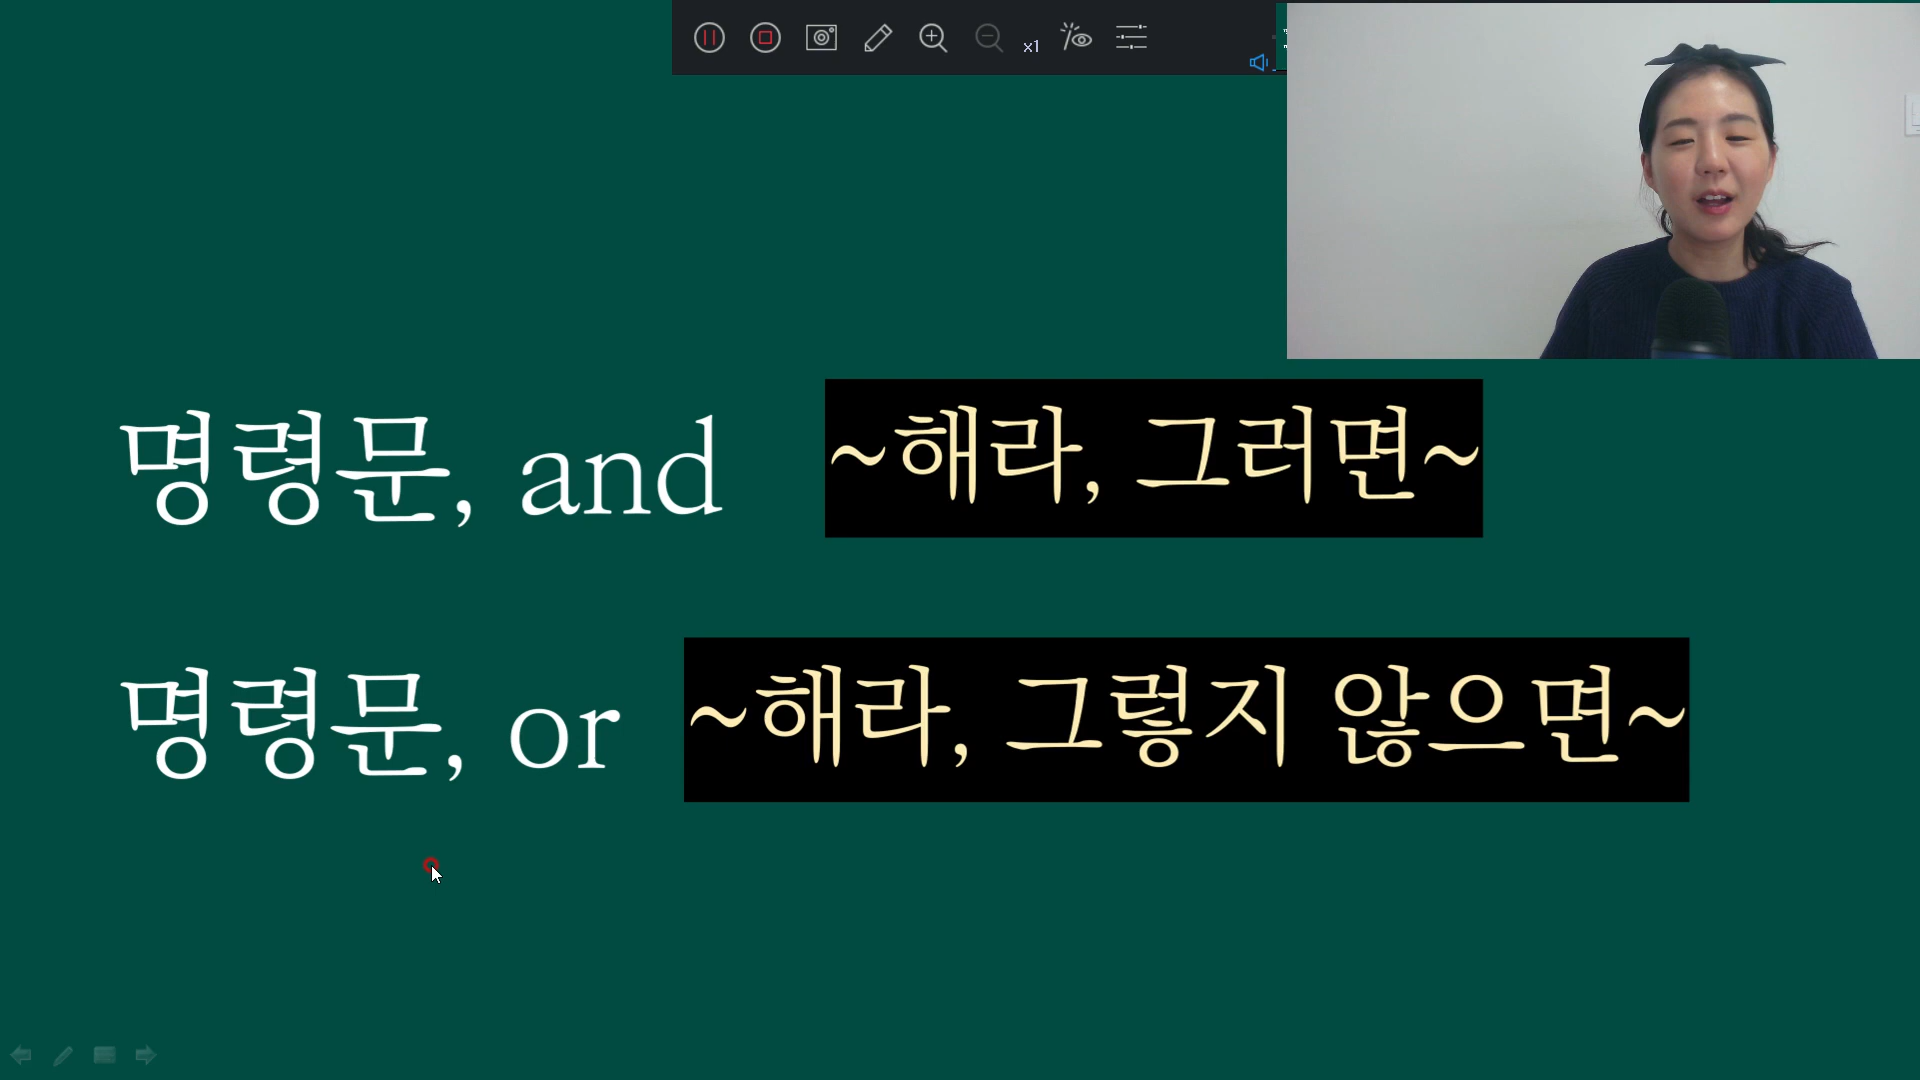 x1
명령문, and ~해라, 그러면~
명령문, or ~해라, 그렇지 않으면~